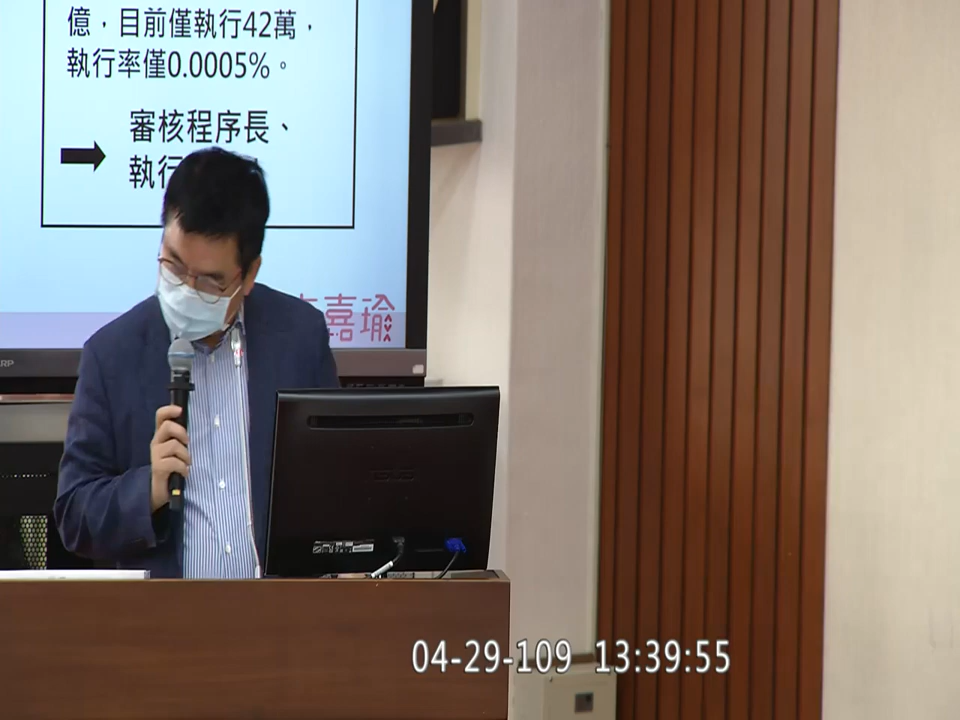 億，目前僅執行42萬，
執行率僅0.0005%。
審核程序長、
執行
嘉瑜
04-29-109 13:39:55